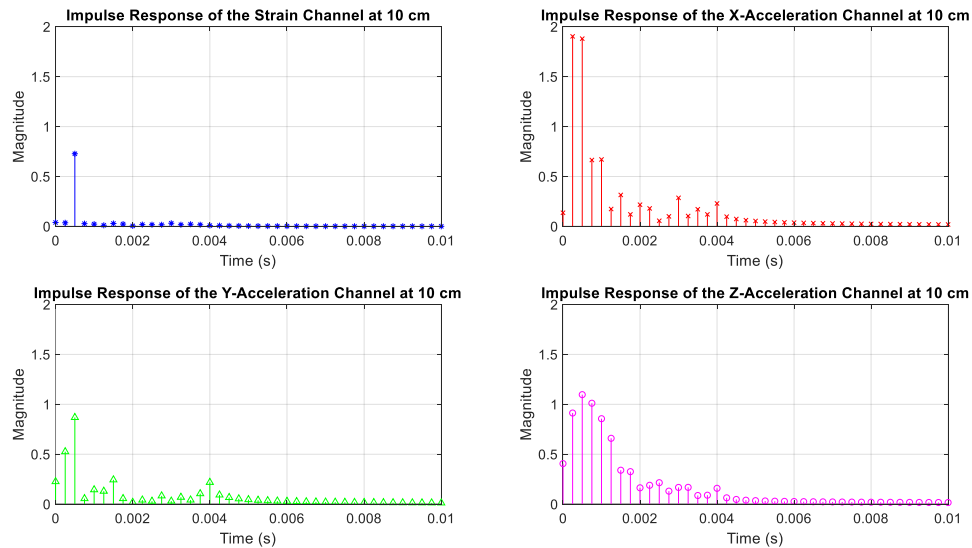 Impulse Response of the Strain Channel at 10 cm
2
1.5
1
0.5
0
Magnitude
0 0.002 0.004 0.006 0.008 0.01
Time (s)
Impulse Response of the X-Acceleration Channel at 10 cm
2
1.5
1
0.5
0
Magnitude
0 0.002 0.004 0.006 0.008 0.01
Time (s)
Impulse Response of the Y-Acceleration Channel at 10 cm
2
1.5
1
0.5
0
Magnitude
0 0.002 0.004 0.006 0.008 0.01
Time (s)
Impulse Response of the Z-Acceleration Channel at 10 cm
2
1.5
1
0.5
0
Magnitude
0 0.002 0.004 0.006 0.008 0.01
Time (s)